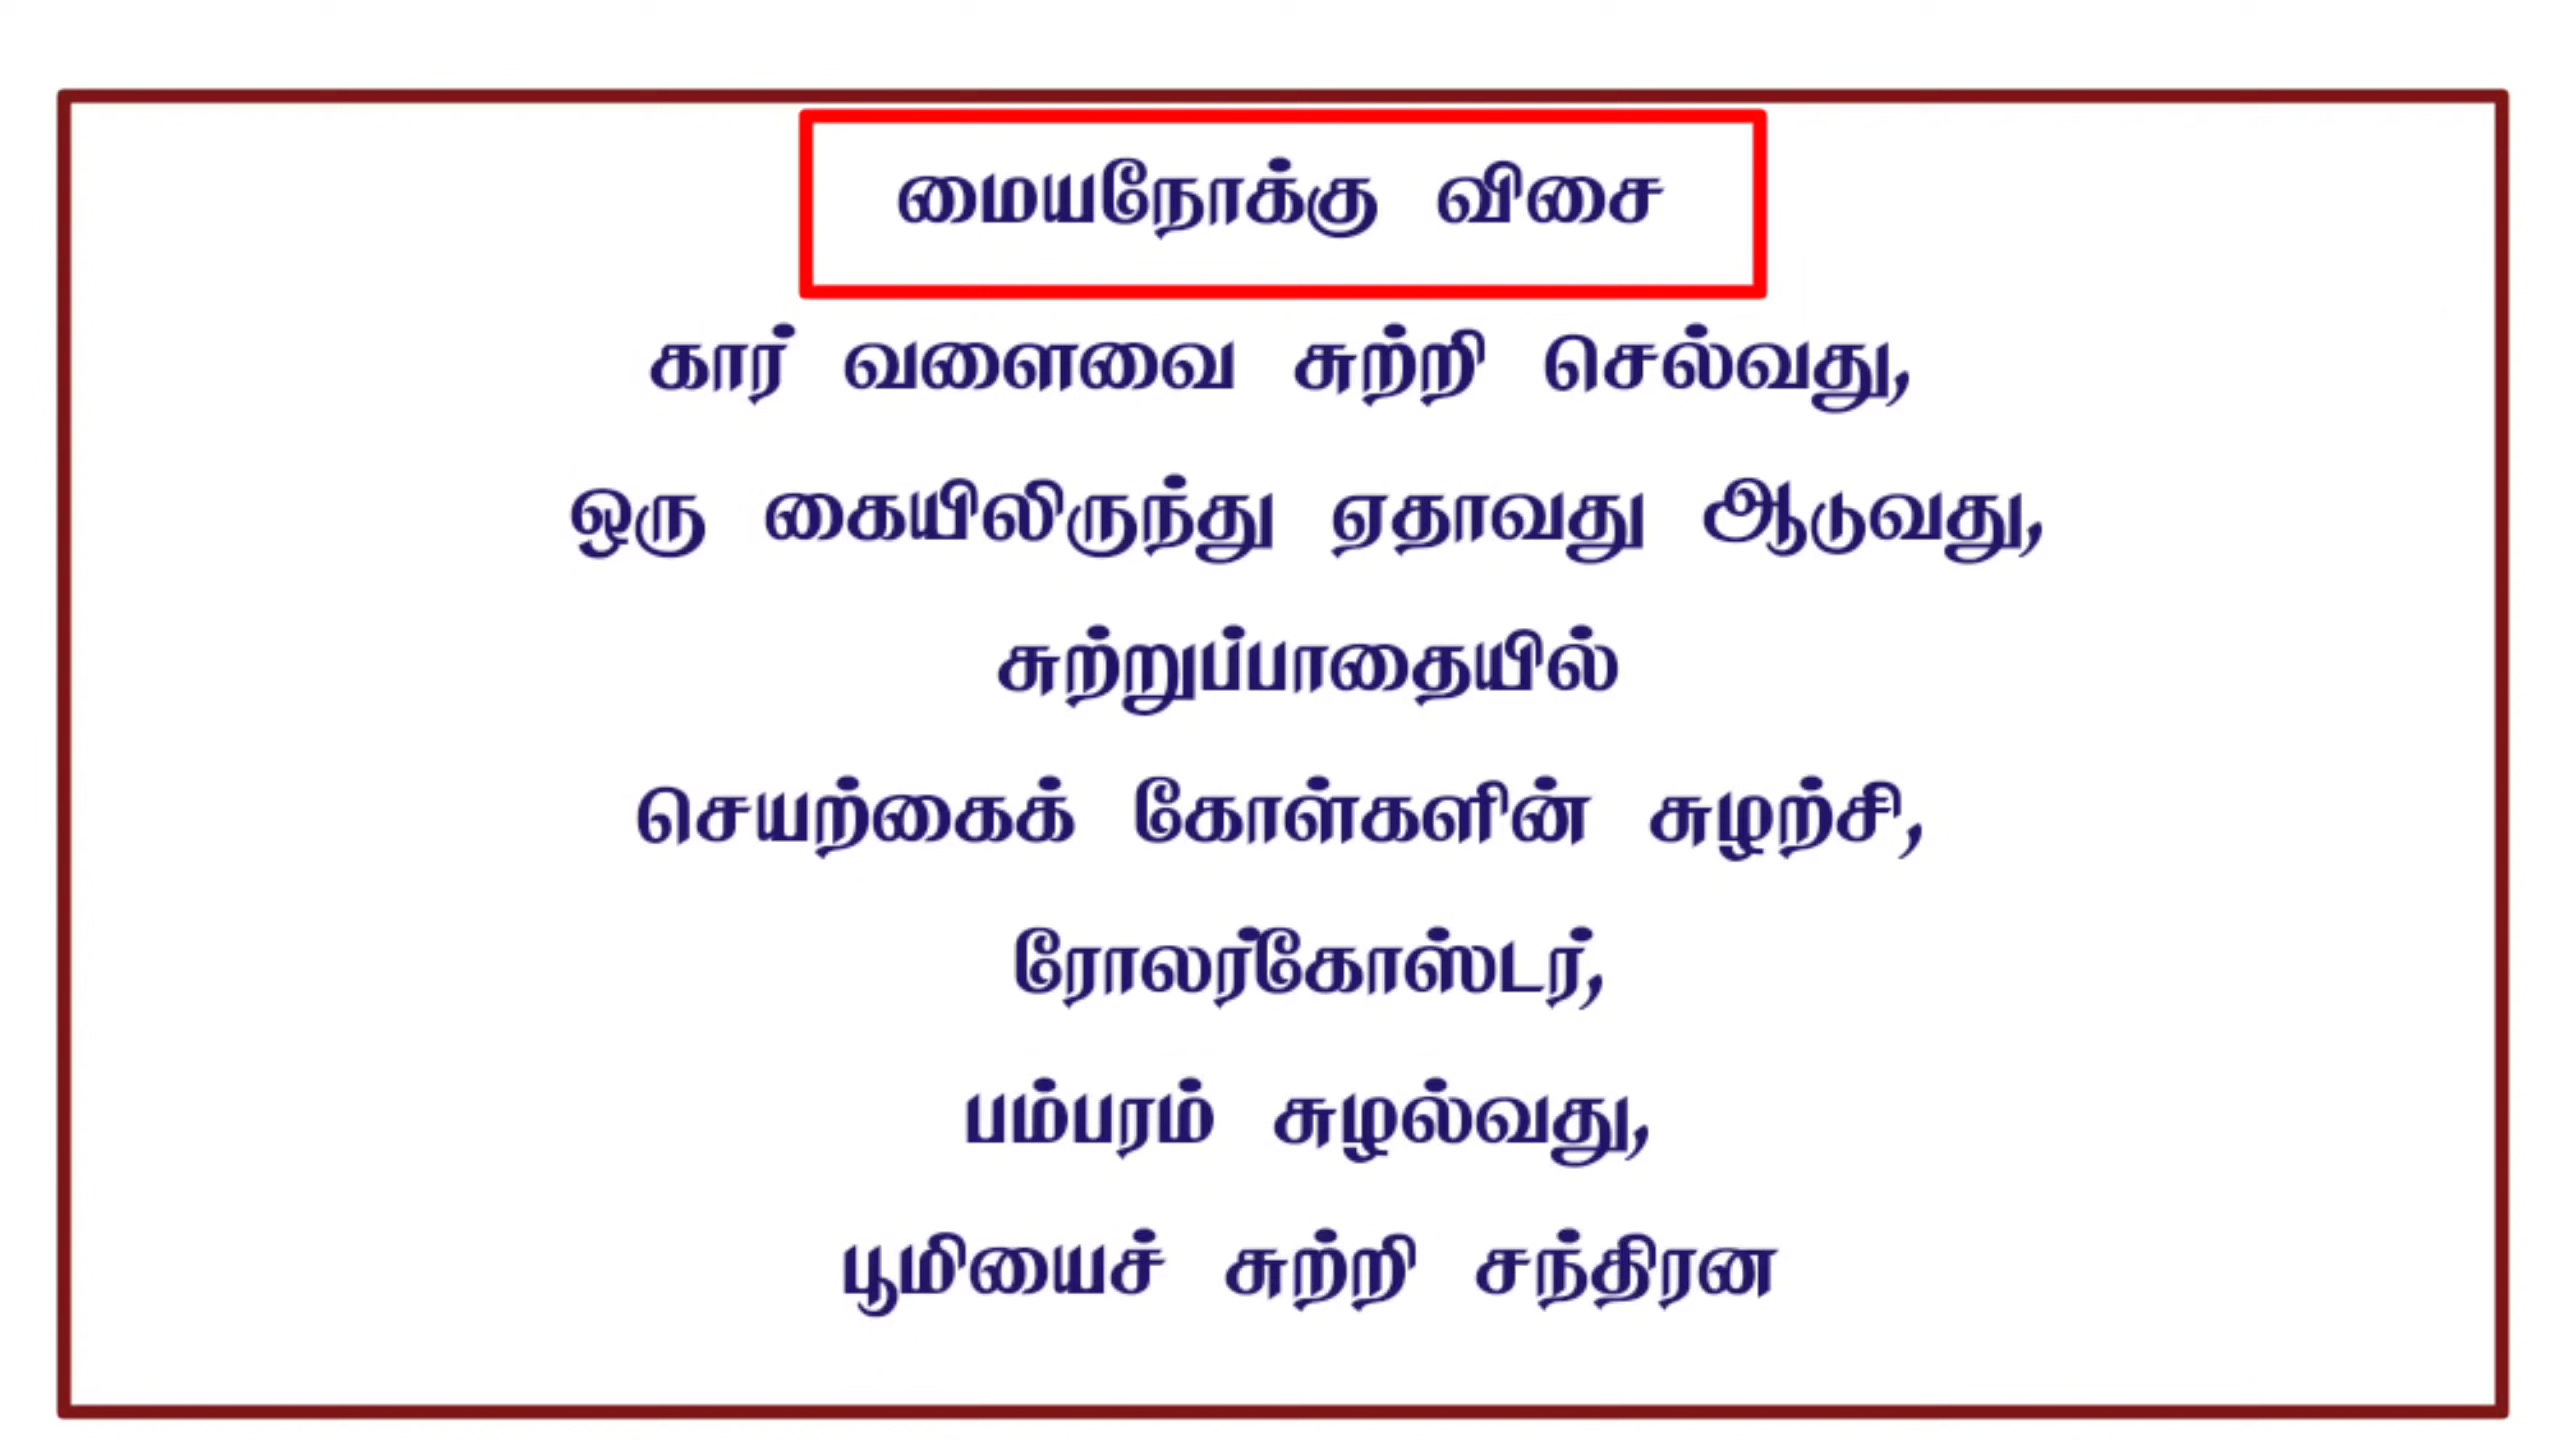 மையநோக்கு விசை
கார் வளைவை சுற்றி செல்வது,
ஒரு கையிலிருந்து ஏதாவது ஆடுவது,
சுற்றுப்பாதையில்
செயற்கைக் கோள்களின் சுழற்சி,
ரோலர்கோஸ்டர்,
பம்பரம் சுழல்வது,
பூமியைச் சுற்றி சந்திரன